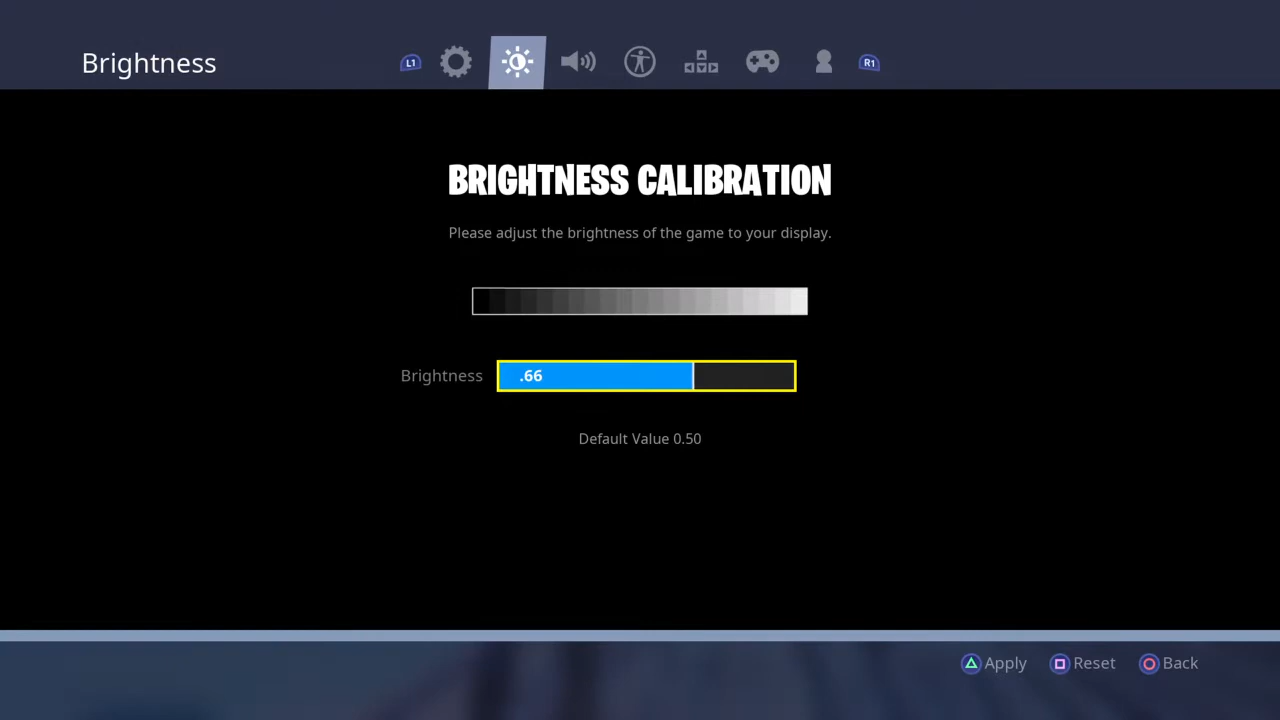 Brightness
L1
R1
BRIGHTNESS CALIBRATION
Please adjust the brightness of the game to your display.
Brightness .66
Default Value 0.50
Apply Reset Back